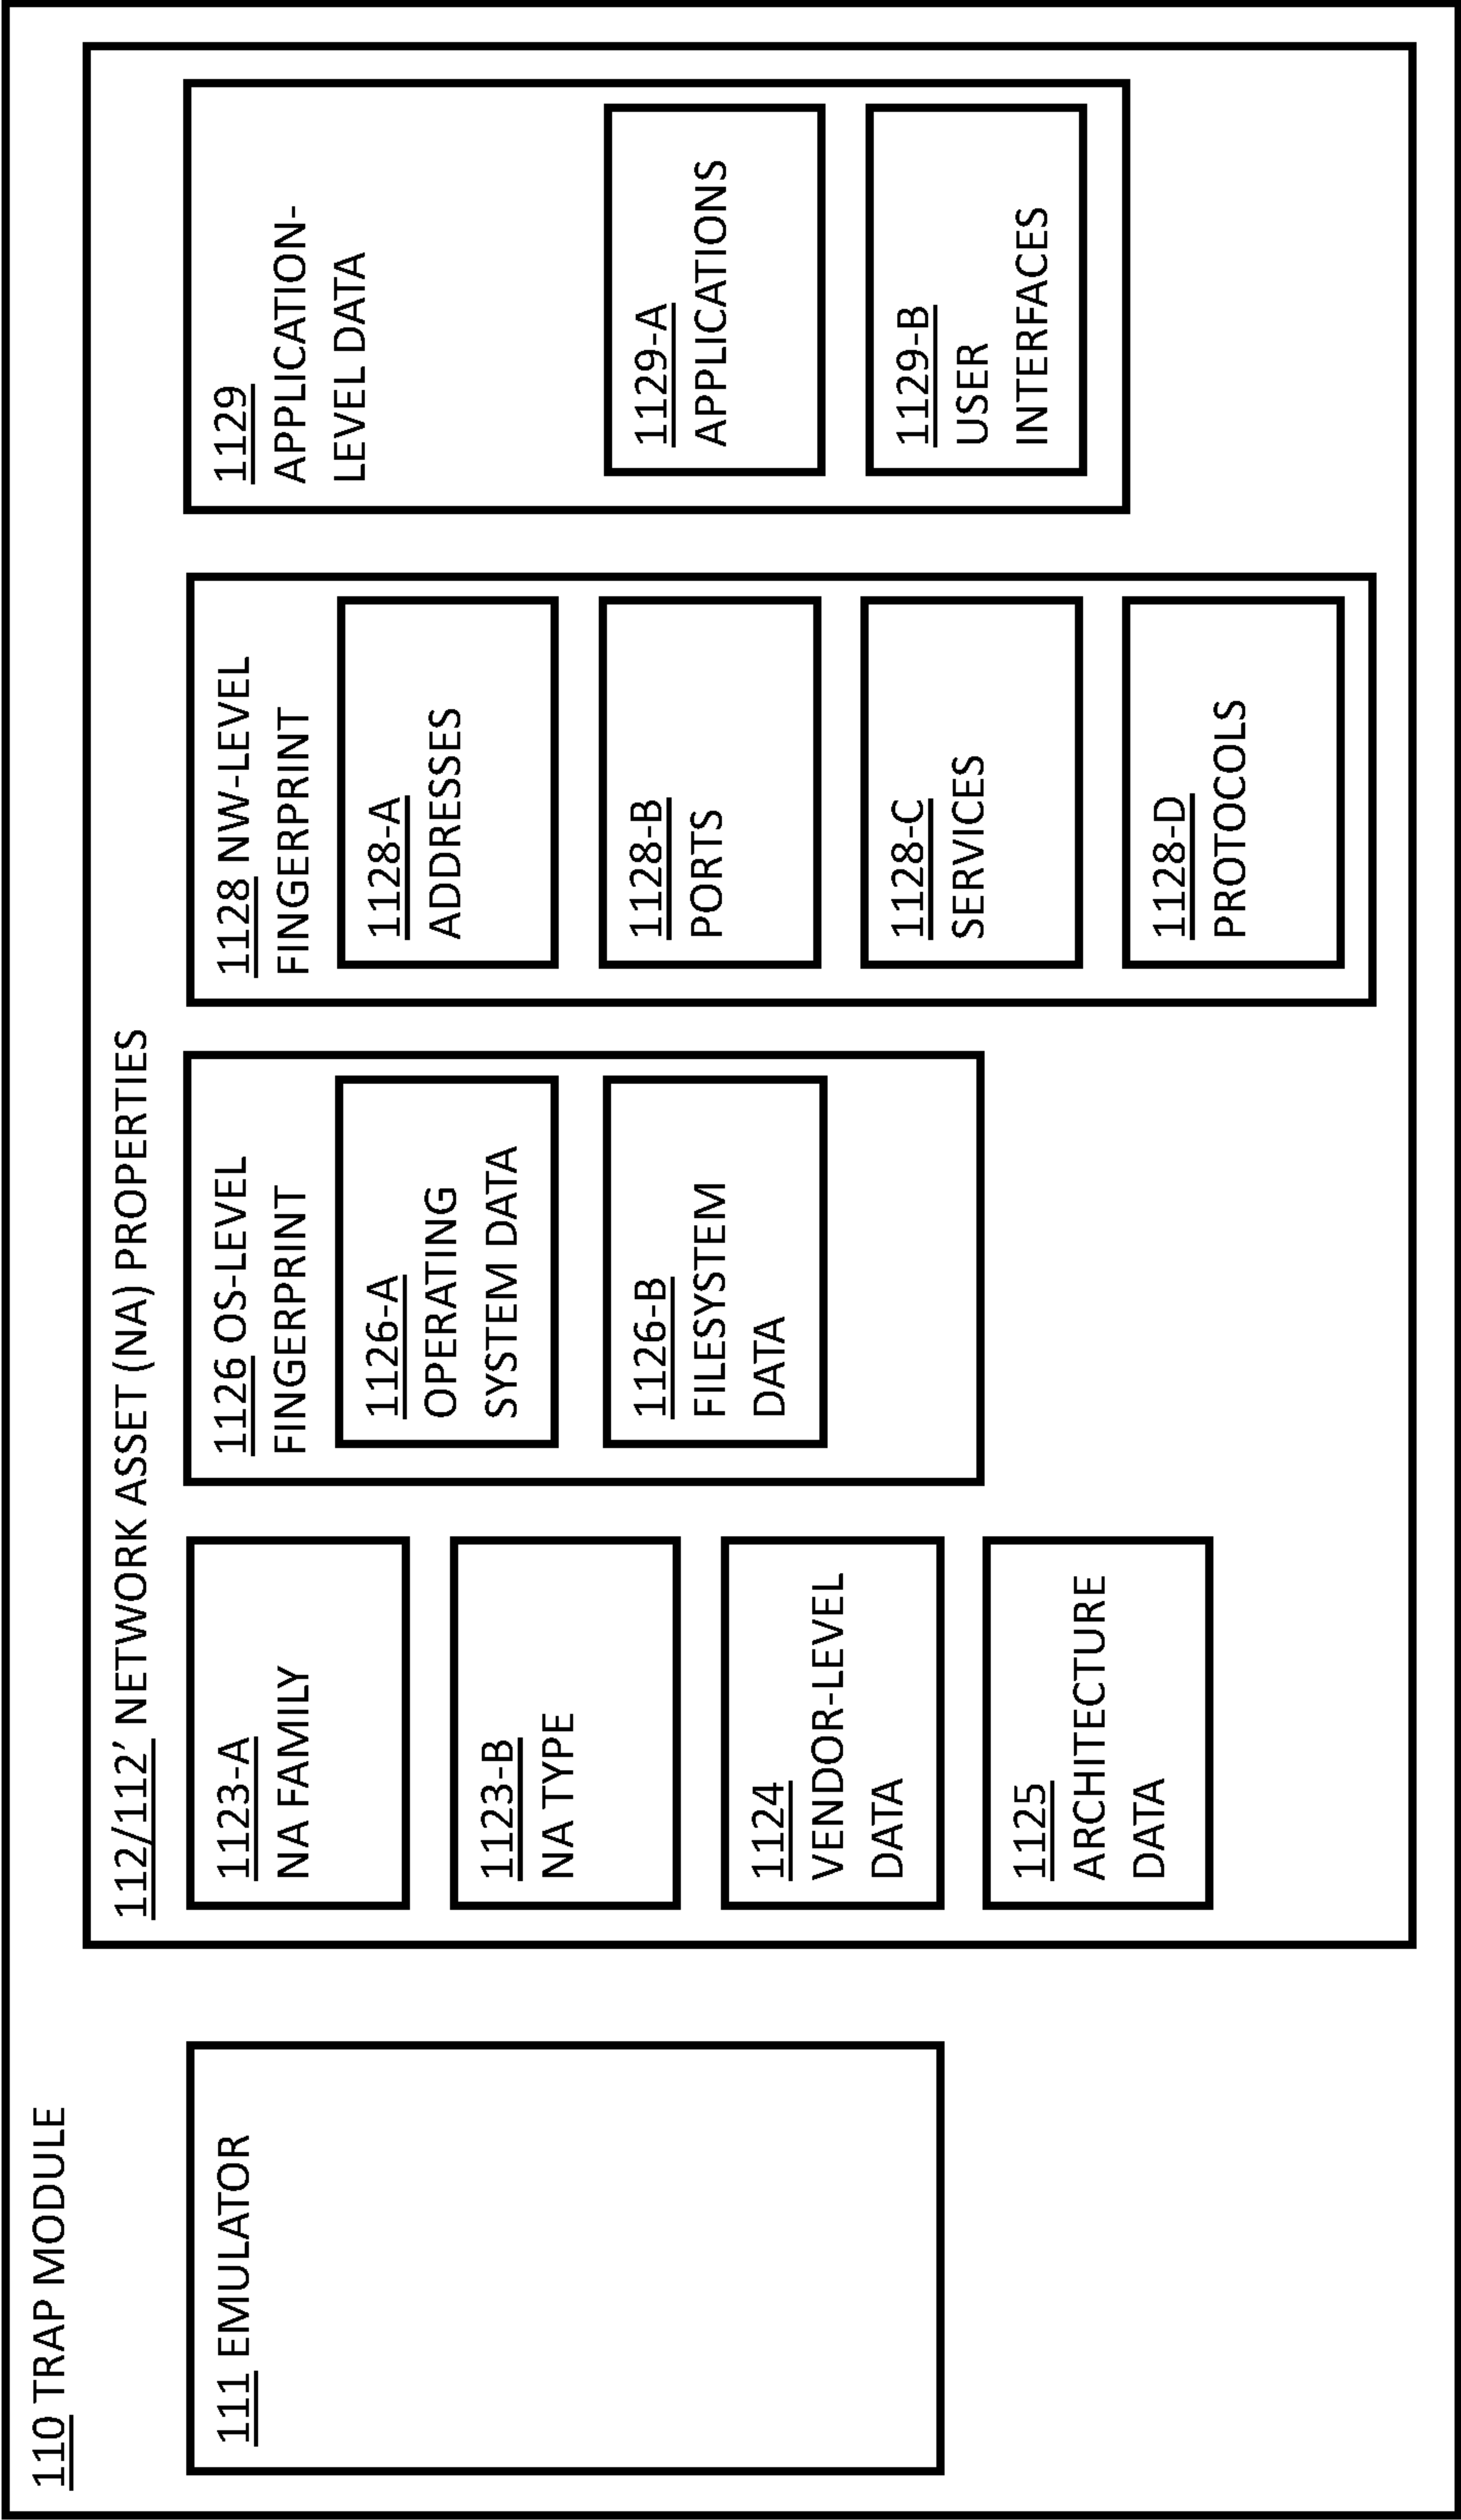 110 TRAP MODULE
111 EMULATOR
112/112’ NETWORK ASSET (NA) PROPERTIES
1123-A
NA FAMILY
1123-B
NA TYPE
1124
VENDOR-LEVEL
DATA
1125
ARCHITECTURE
DATA
1126 OS-LEVEL
FINGERPRINT
1126-A
OPERATING
SYSTEM DATA
1126-B
FILESYSTEM
DATA
1128 NW-LEVEL
FINGERPRINT
1128-A
ADDRESSES
1128-B
PORTS
1128-C
SERVICES
1128-D
PROTOCOLS
1129
APPLICATION-
LEVEL DATA
1129-A
APPLICATIONS
1129-B
USER
INTERFACES